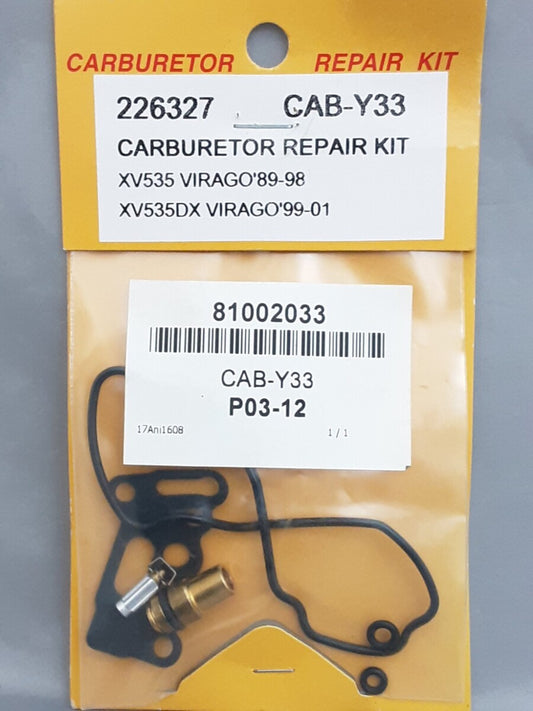 CARBURETOR REPAIR KIT
226327 CAB-Y33
CARBURETOR REPAIR KIT
XV535 VIRAGO'89-98
XV535DX VIRAGO'99-01
81002033
CAB-Y33
P03-12
17Ani1608 1 / 1